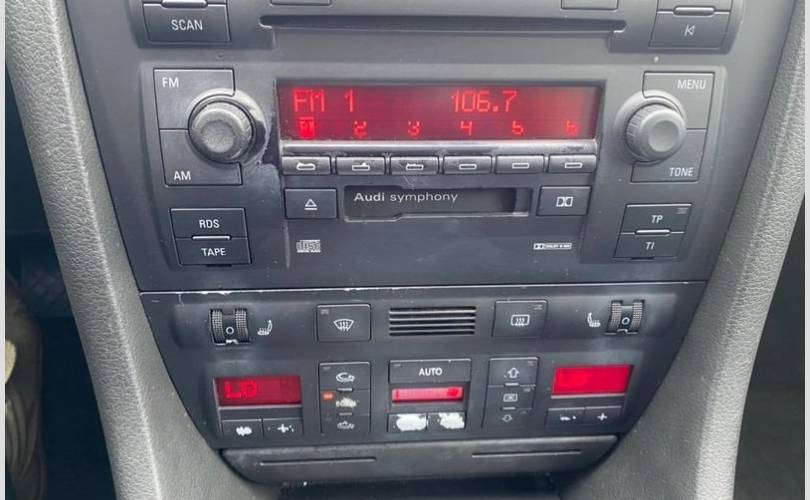 SCAN
FM
FM 1 106.7
MENU
2 3 4 5 6
AM
TONE
Audi symphony
RDS
TP
TAPE
TI
AUTO
LO